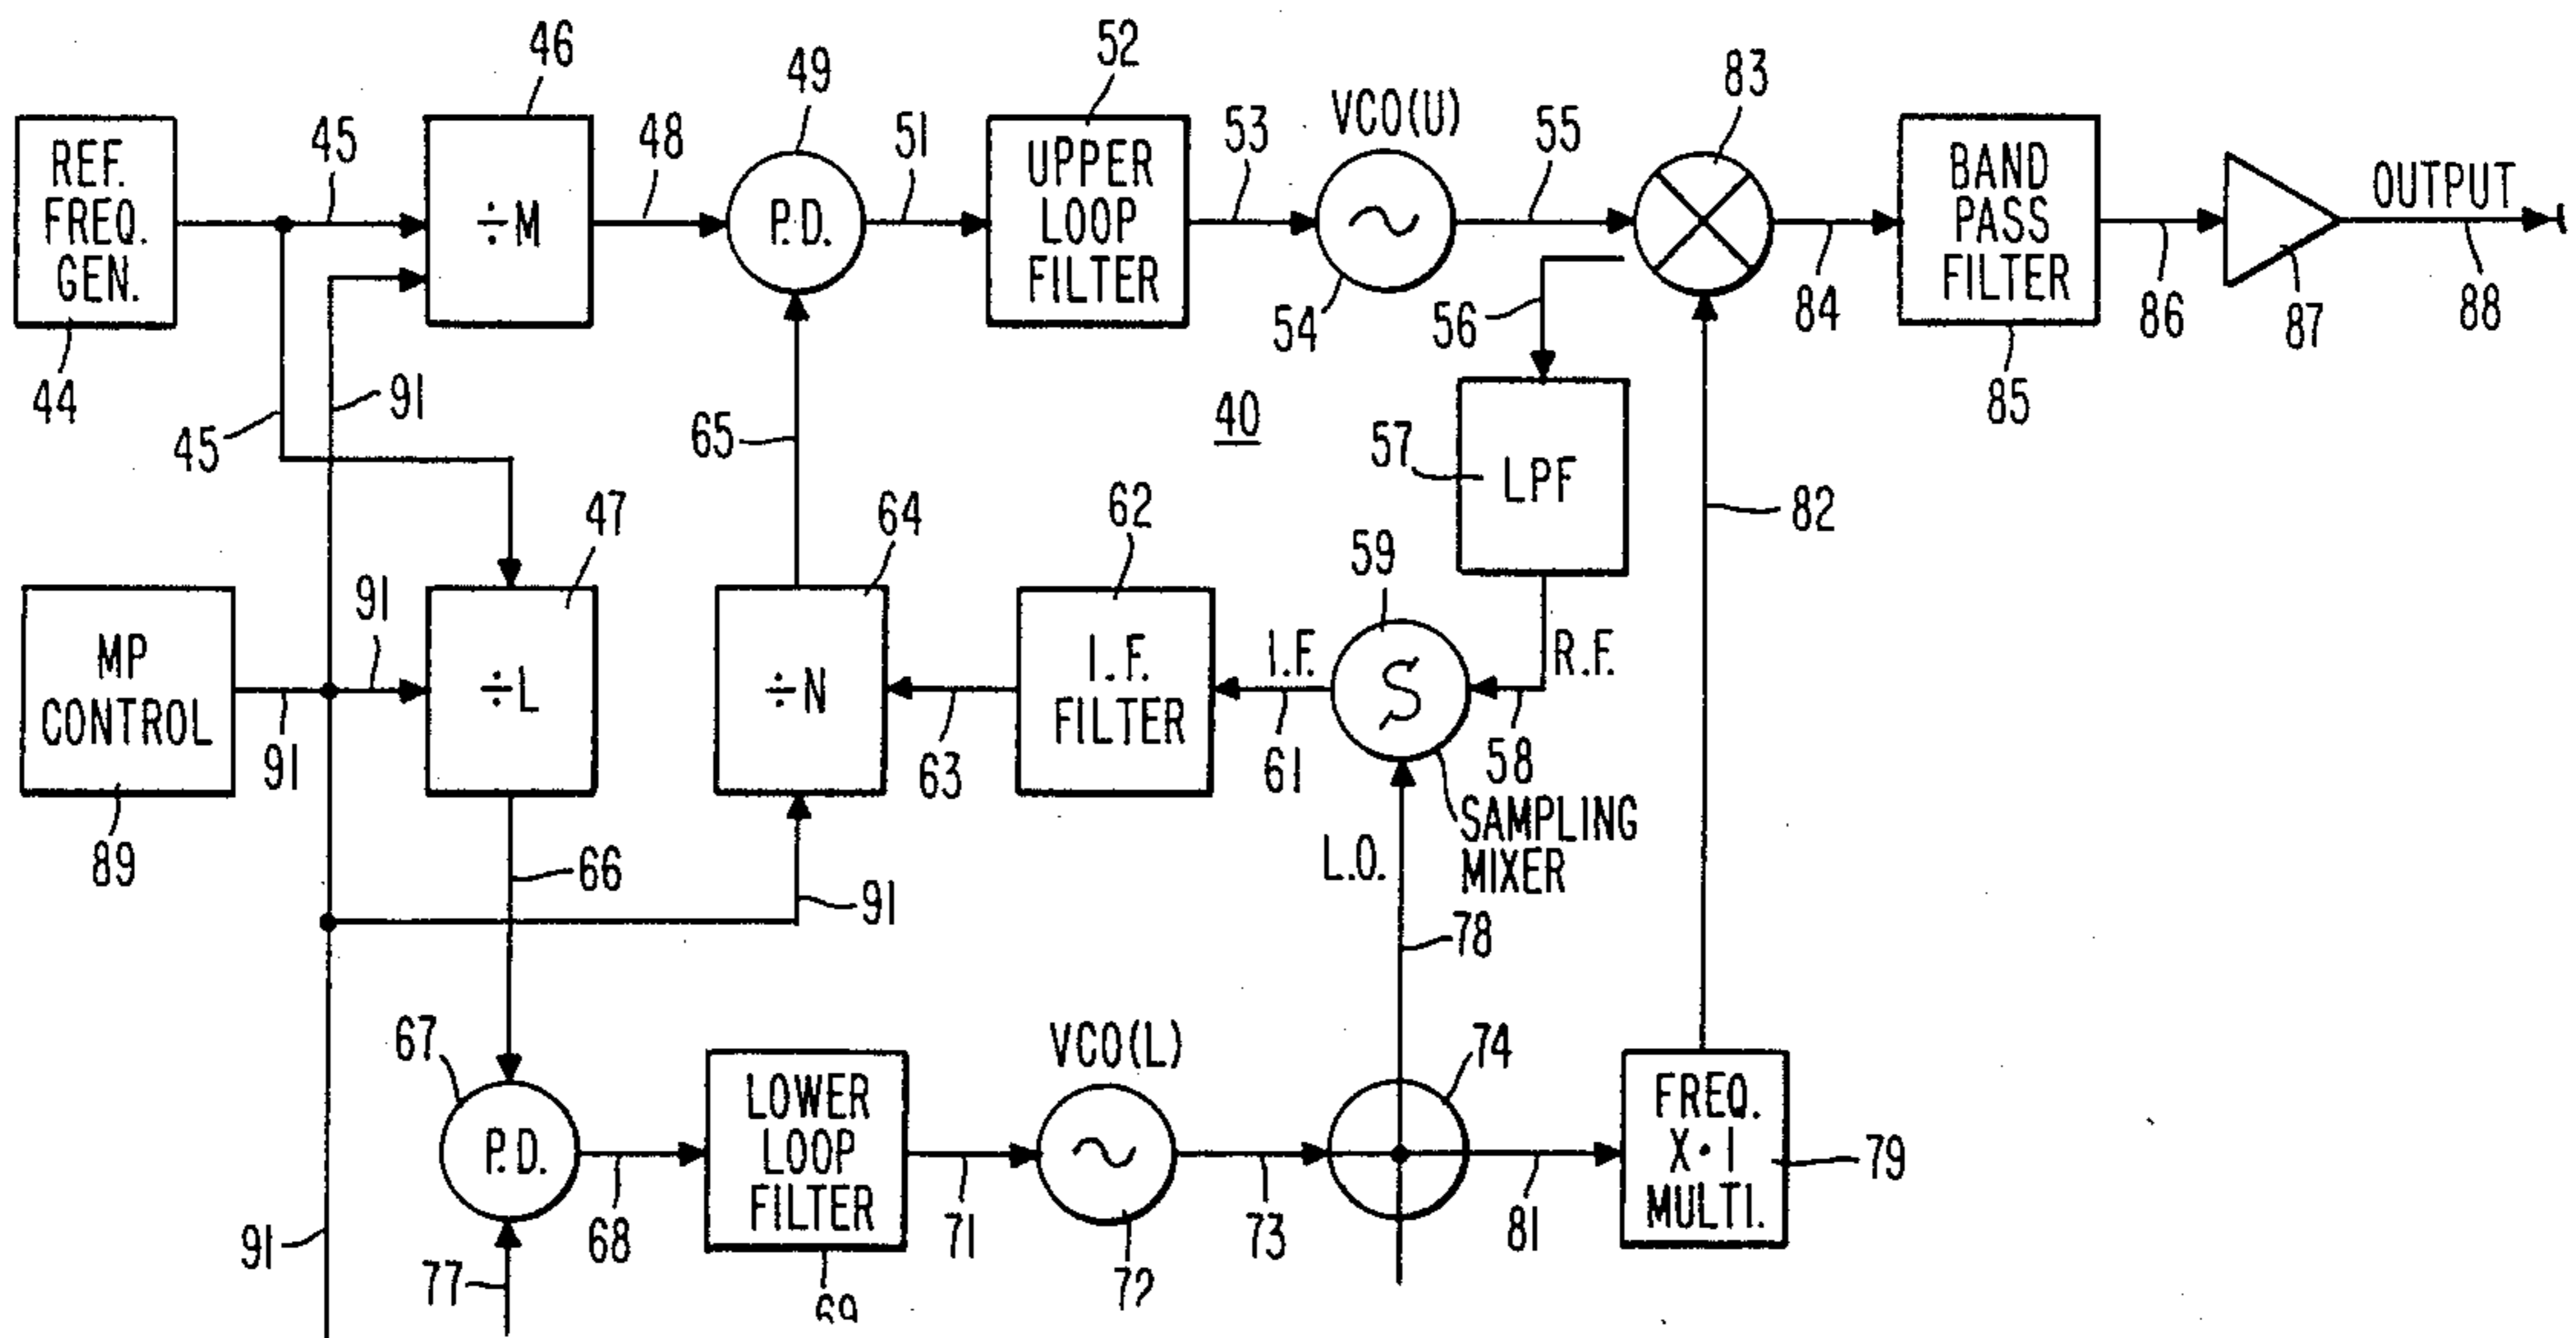 46
49
52
VCO(U)
83
REF.
FREQ.
GEN.
45
÷M
48
P.D.
51
UPPER
LOOP
FILTER
53
55
BAND
PASS
FILTER
84
86
87
OUTPUT
88
44
45
91
65
54
56
40
57
LPF
85
82
47
64
62
59
MP
CONTROL
91
91
÷L
÷N
63
I.F.
FILTER
I.F.
61
S
R.F.
58
SAMPLING
MIXER
89
66
91
L.O.
78
67
VCO(L)
74
P.D.
68
LOWER
LOOP
FILTER
71
73
81
FREQ.
X·I
MULTI.
79
91
77
69
72